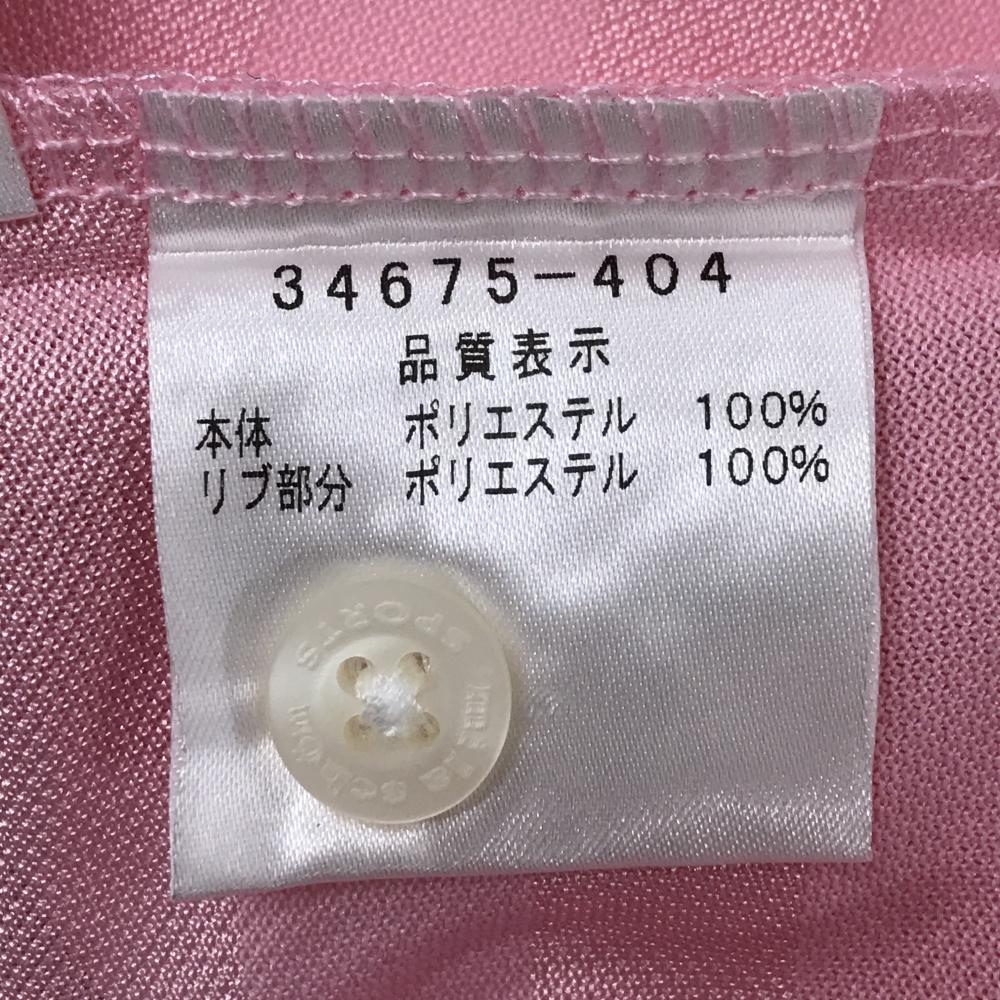 34675-404
品質表示
本体 ポリエステル 100%
リブ部分 ポリエステル 100%
SPORTS